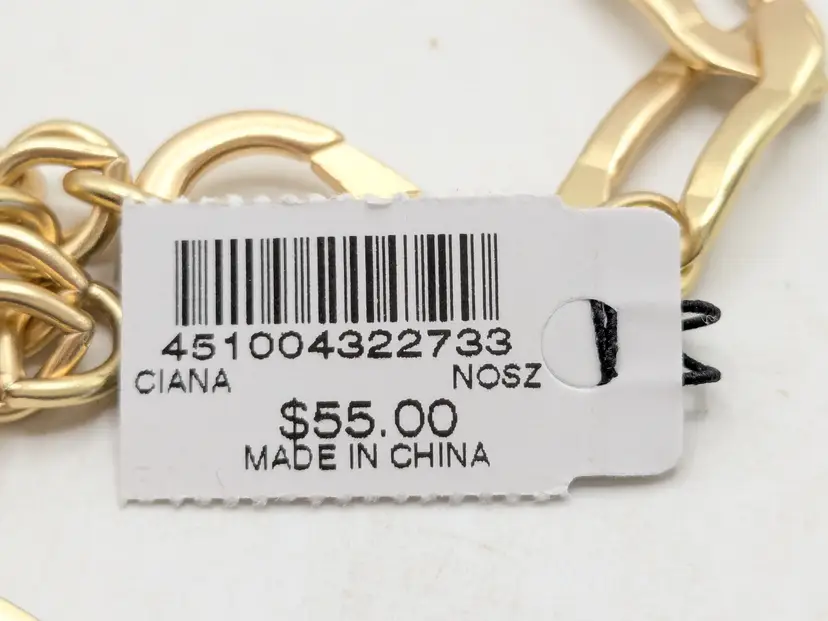 451004322733
CIANA NOSZ
$55.00
MADE IN CHINA